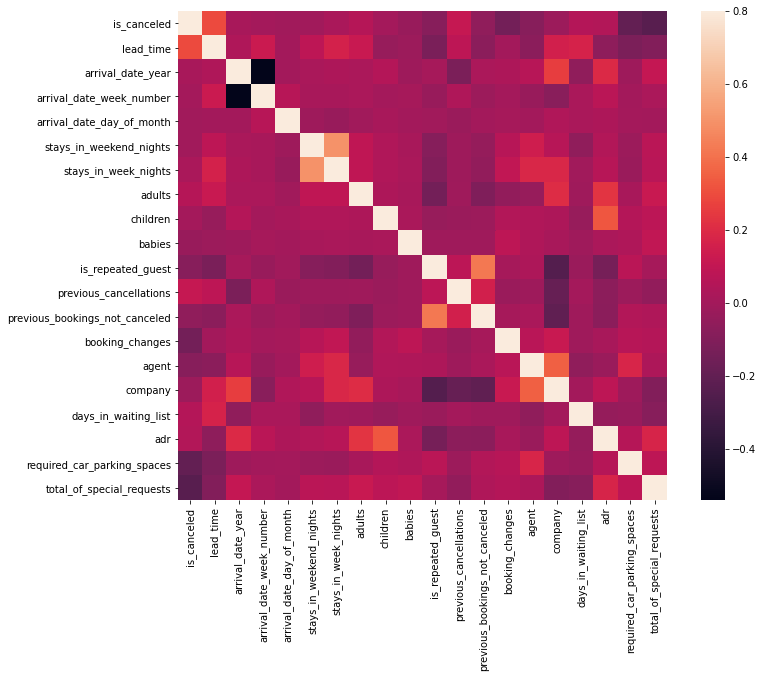 is_canceled
lead_time
arrival_date_year
arrival_date_week_number
arrival_date_day_of_month
stays_in_weekend_nights
stays_in_week_nights
adults
children
babies
is_repeated_guest
previous_cancellations
previous_bookings_not_canceled
booking_changes
agent
company
days_in_waiting_list
adr
required_car_parking_spaces
total_of_special_requests
is_canceled
lead_time
arrival_date_year
arrival_date_week_number
arrival_date_day_of_month
stays_in_weekend_nights
stays_in_week_nights
adults
children
babies
is_repeated_guest
previous_cancellations
previous_bookings_not_canceled
booking_changes
agent
company
days_in_waiting_list
adr
required_car_parking_spaces
total_of_special_requests
0.8
0.6
0.4
0.2
0.0
−0.2
−0.4